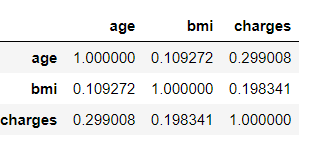 age bmi charges
age 1.000000 0.109272 0.299008
bmi 0.109272 1.000000 0.198341
charges 0.299008 0.198341 1.000000